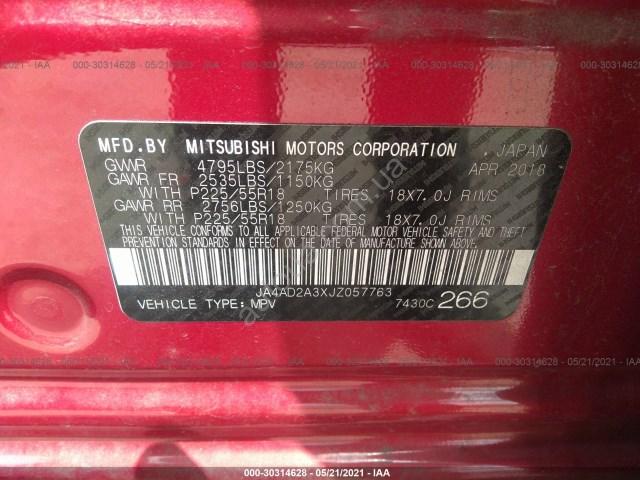 000-30314628 - 05/21/2021 - IAA
MFD.BY MITSUBISHI MOTORS CORPORATION , JAPAN
GVWR 4795LBS/2175KG APR 2018
GAWR FR 2535LBS/1150KG
WITH P225/55R18 TIRES 18X7.0J RIMS
GAWR RR 2756LBS/1250KG
WITH P225/55R18 TIRES 18X7.0J RIMS
THIS VEHICLE CONFORMS TO ALL APPLICABLE FEDERAL MOTOR VEHICLE SAFETY, BUMPER, AND THEFT
PREVENTION STANDARDS IN EFFECT ON THE DATE OF MANUFACTURE SHOWN ABOVE.
JA4AD2A3XJZ057763
VEHICLE TYPE: MPV 7430C 266
000-30314628 - 05/21/2021 - IAA
000-30314628 - 05/21/2021 - IAA